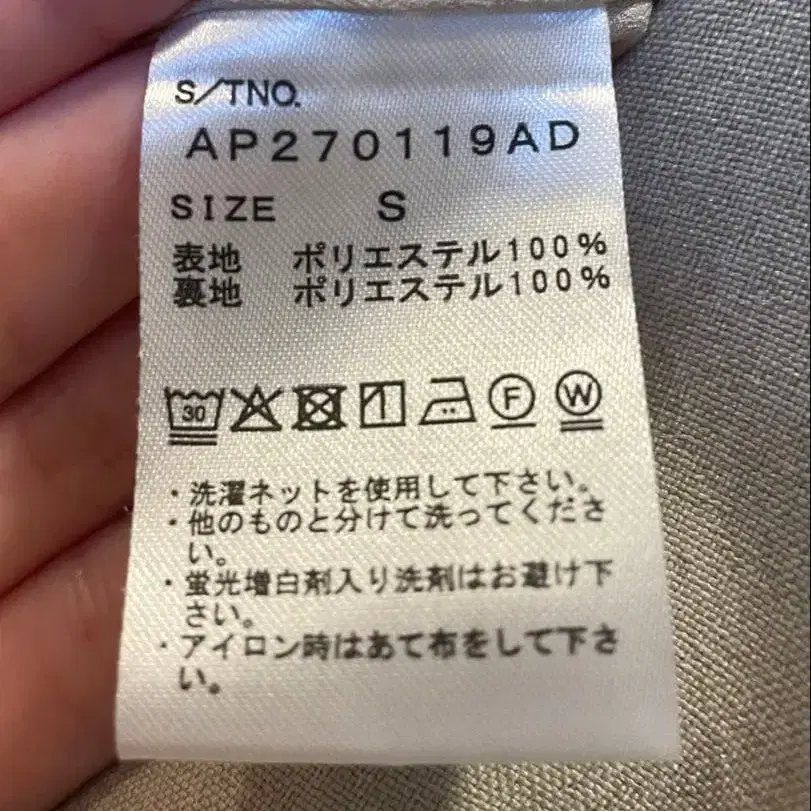 S/TNO.
AP270119AD
SIZE S
表地 ポリエステル100%
裏地 ポリエステル100%
30 F W
・洗濯ネットを使用して下さい。
・他のものと分けて洗ってくださ
い。
・蛍光増白剤入り洗剤はお避け下
さい。
・アイロン時はあて布をして下さ
い。